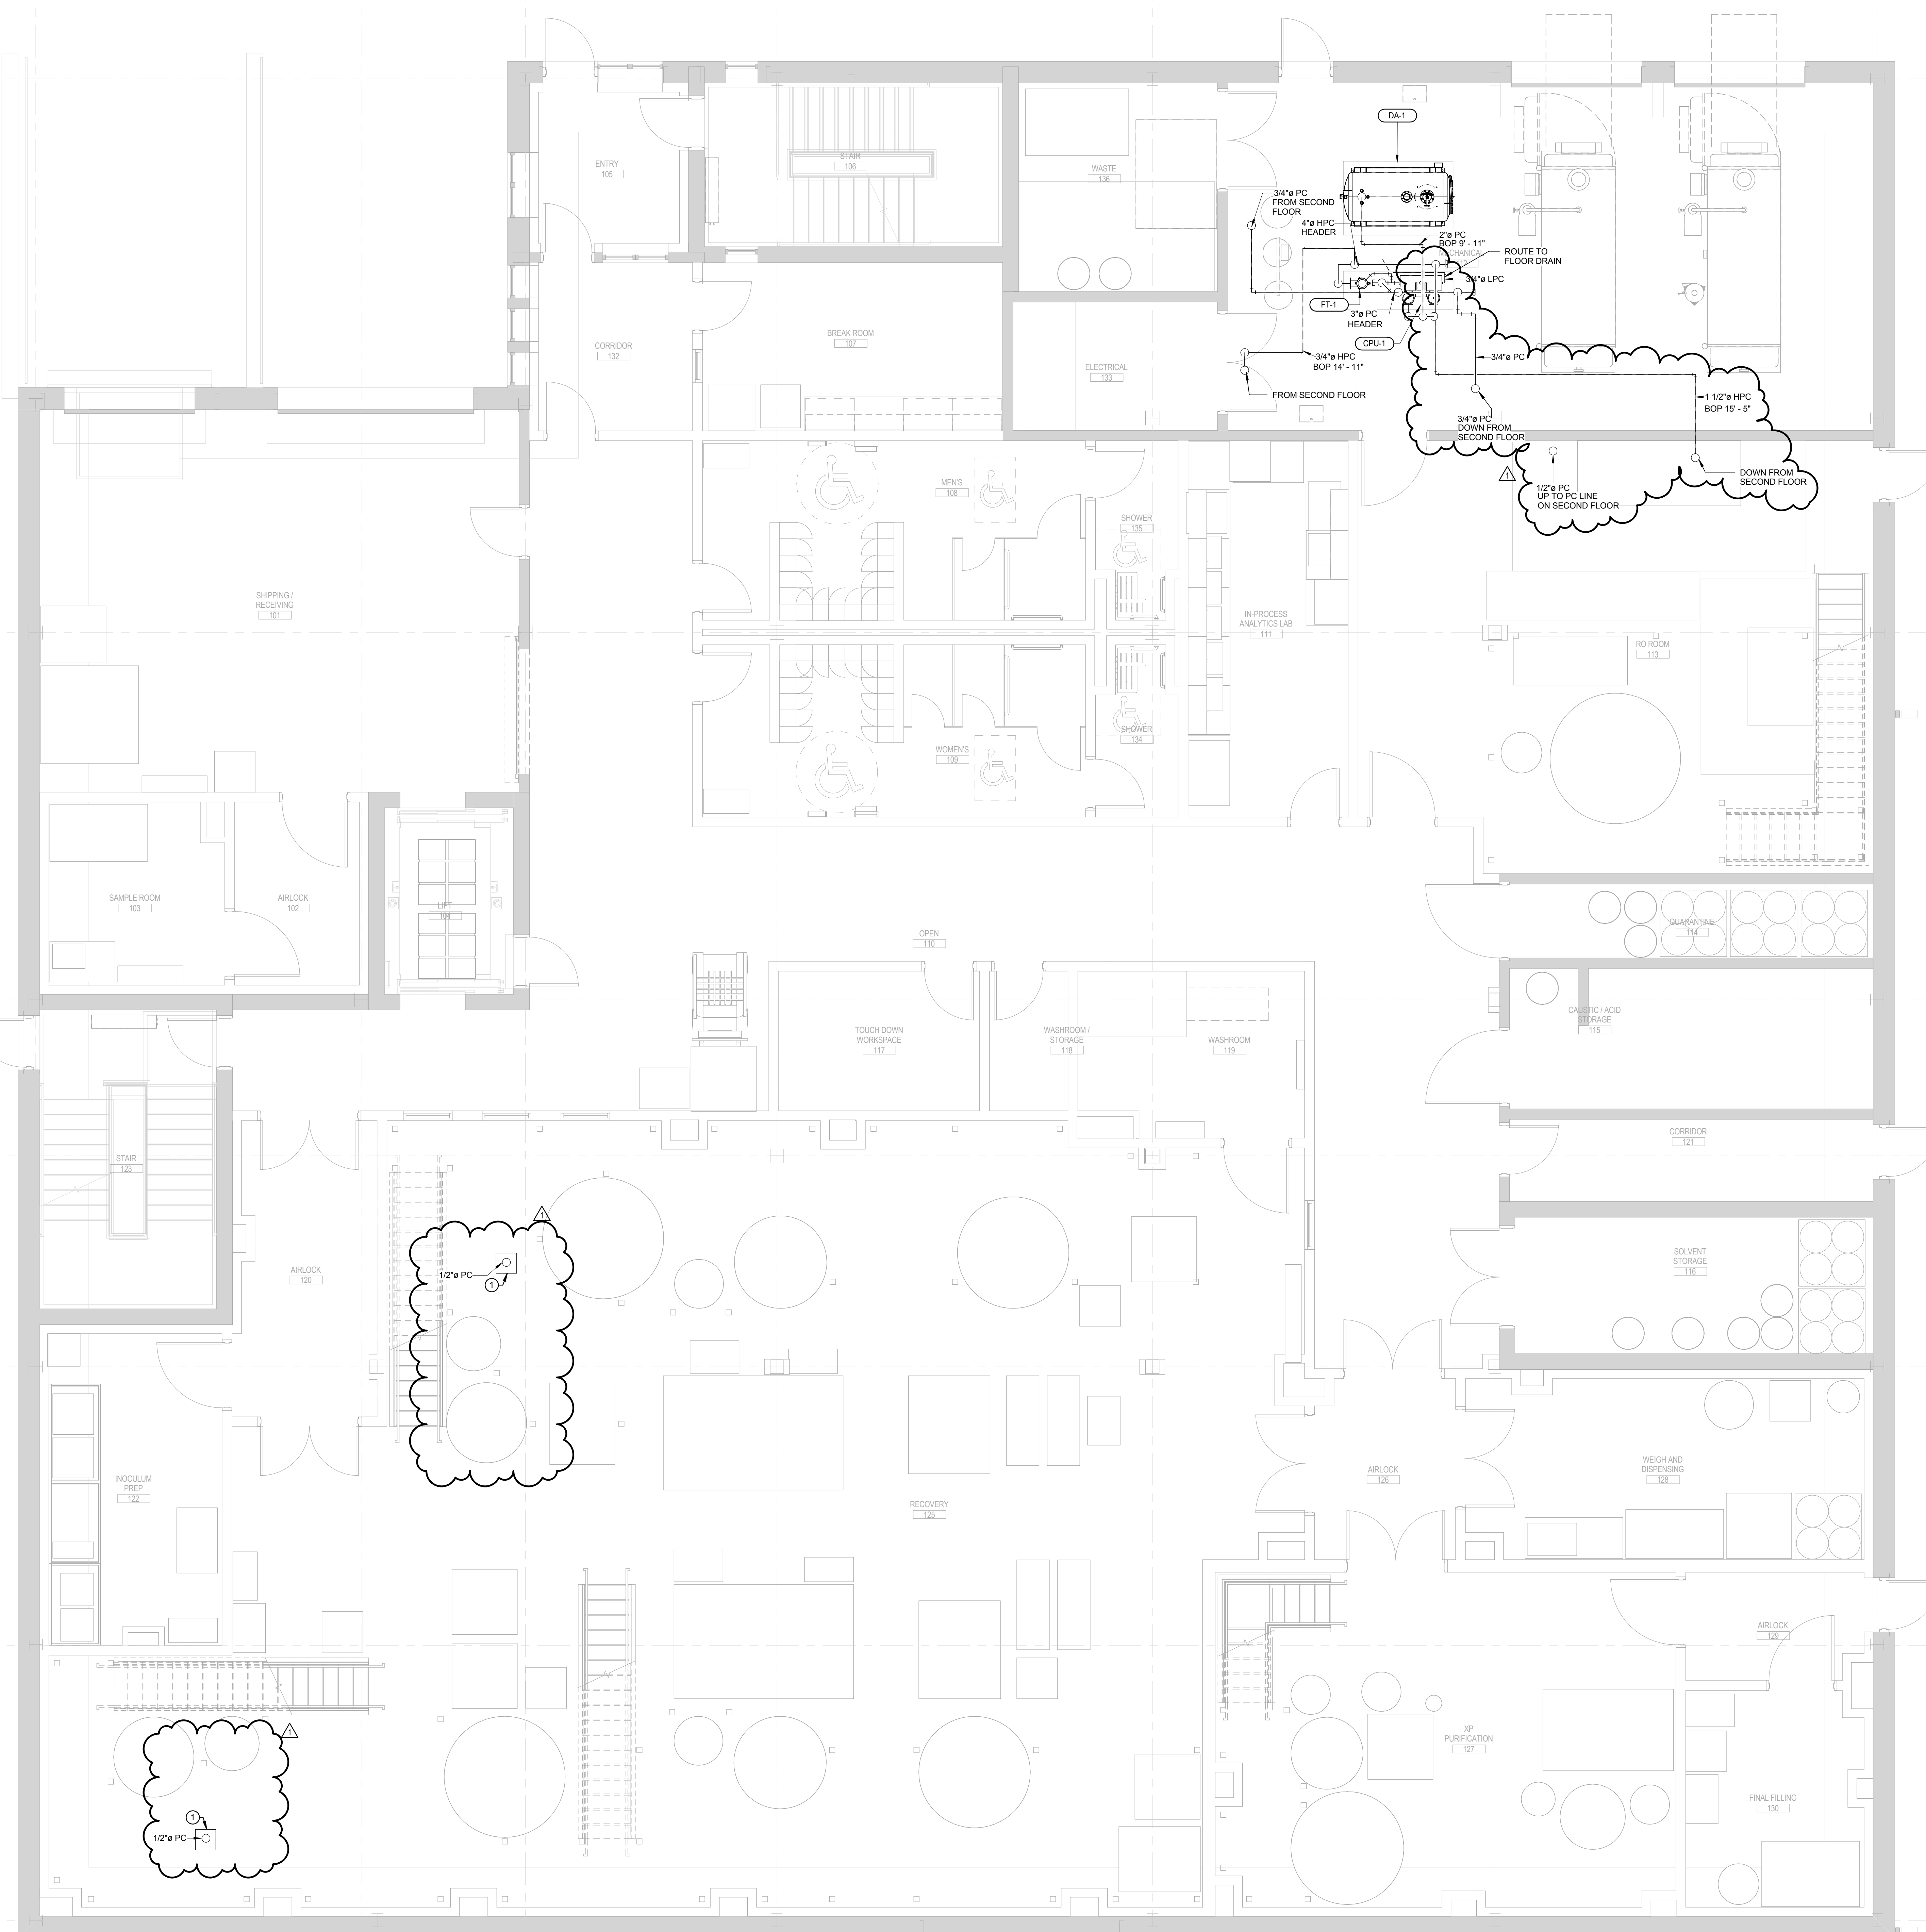 DA-1
ENTRY
105
STAIR
106
WASTE
136
3/4"ø PC
FROM SECOND
FLOOR
4"ø HPC
HEADER
2"ø PC
BOP 9' - 11"
MECHANICAL
ROUTE TO
FLOOR DRAIN
3/4"ø LPC
FT-1
3"ø PC
HEADER
CPU-1
BREAK ROOM
107
CORRIDOR
132
ELECTRICAL
133
3/4"ø HPC
BOP 14' - 11"
3/4"ø PC
FROM SECOND FLOOR
1 1/2"ø HPC
BOP 15' - 5"
3/4"ø PC
DOWN FROM
SECOND FLOOR
DOWN FROM
SECOND FLOOR
1
1/2"ø PC
UP TO PC LINE
ON SECOND FLOOR
MEN'S
108
SHOWER
135
SHIPPING /
RECEIVING
101
IN-PROCESS
ANALYTICS LAB
111
RO ROOM
113
SHOWER
134
WOMEN'S
109
SAMPLE ROOM
103
AIRLOCK
102
LIFT
104
OPEN
110
QUARANTINE
114
CAUSTIC / ACID
STORAGE
115
TOUCH DOWN
WORKSPACE
117
WASHROOM /
STORAGE
118
WASHROOM
119
CORRIDOR
121
STAIR
123
1
AIRLOCK
120
1/2"ø PC
1
SOLVENT
STORAGE
116
INOCULUM
PREP
122
RECOVERY
125
AIRLOCK
126
WEIGH AND
DISPENSING
128
AIRLOCK
129
XP
PURIFICATION
127
FINAL FILLING
130
1
1
1/2"ø PC